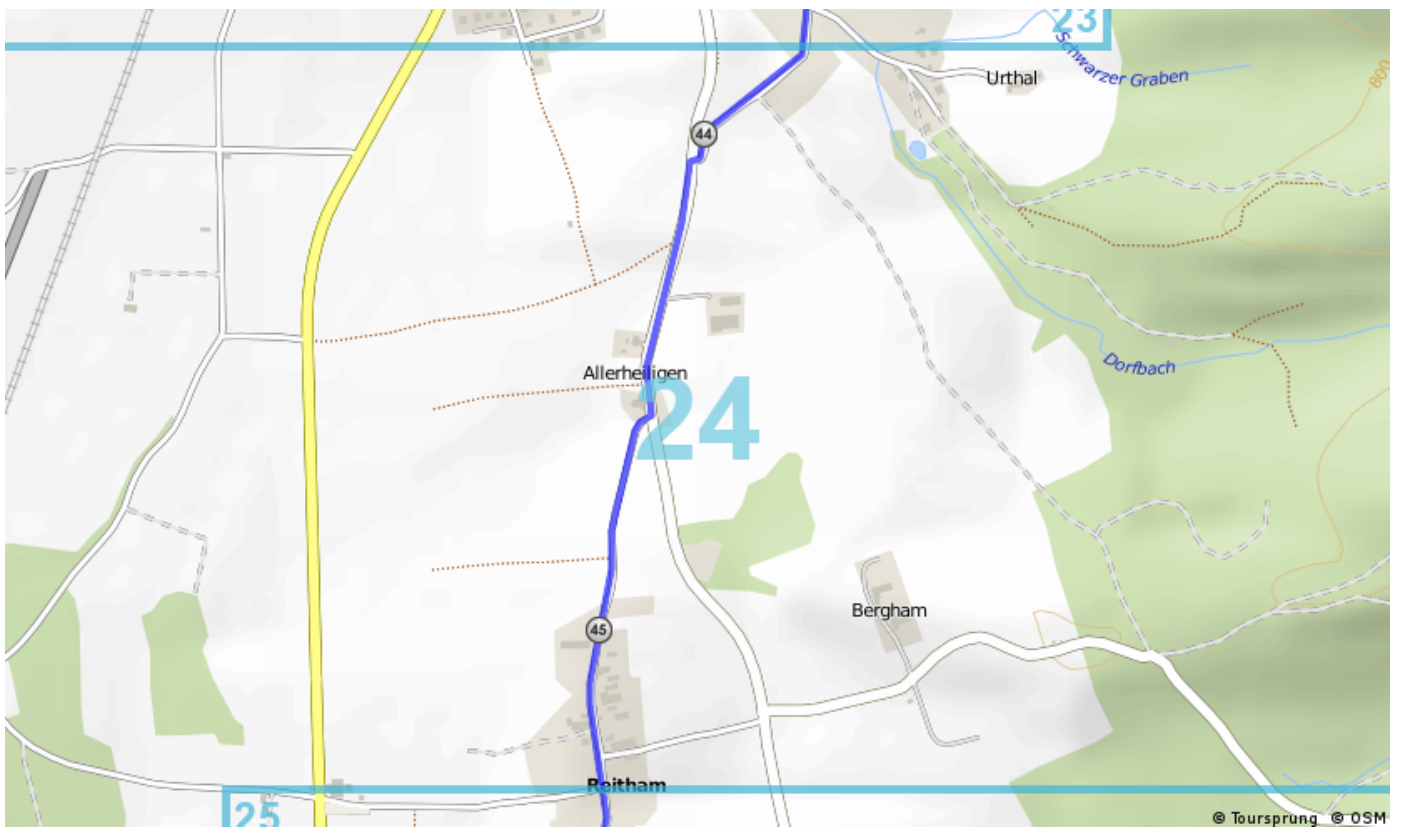 23
Schwarzer Graben
Urthal
800
44
Dorfbach
Allerheiligen
24
Bergham
45
Reitham
25
© Toursprung © OSM